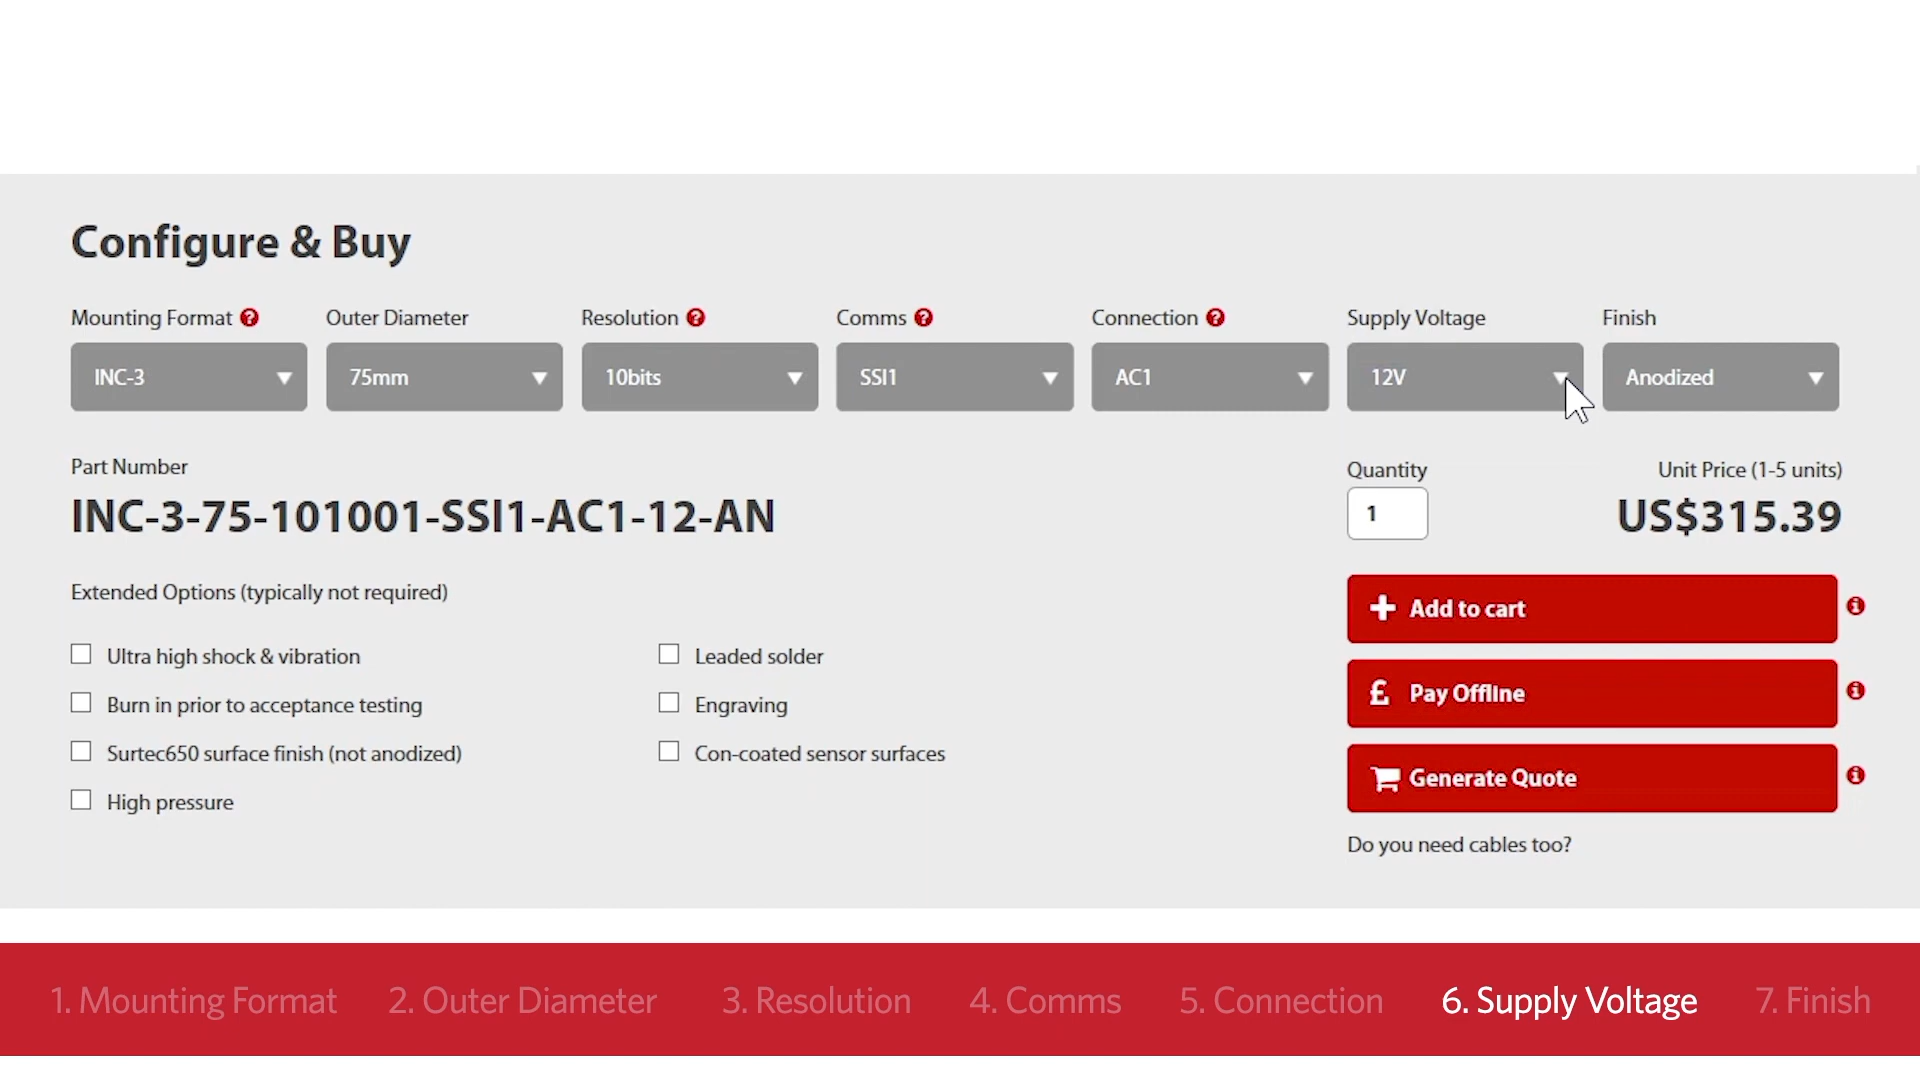 Configure & Buy
Mounting Format Outer Diameter Resolution Comms Connection Supply Voltage Finish
INC-3 75mm 10bits SSI1 AC1 12V Anodized
Part Number
INC-3-75-101001-SSI1-AC1-12-AN
Quantity
1
Unit Price (1-5 units)
US$315.39
Extended Options (typically not required)
Ultra high shock & vibration
Burn in prior to acceptance testing
Surtec650 surface finish (not anodized)
High pressure
Leaded solder
Engraving
Con-coated sensor surfaces
Add to cart
£ Pay Offline
Generate Quote
Do you need cables too?
1. Mounting Format 2. Outer Diameter 3. Resolution 4. Comms 5. Connection 6. Supply Voltage 7. Finish